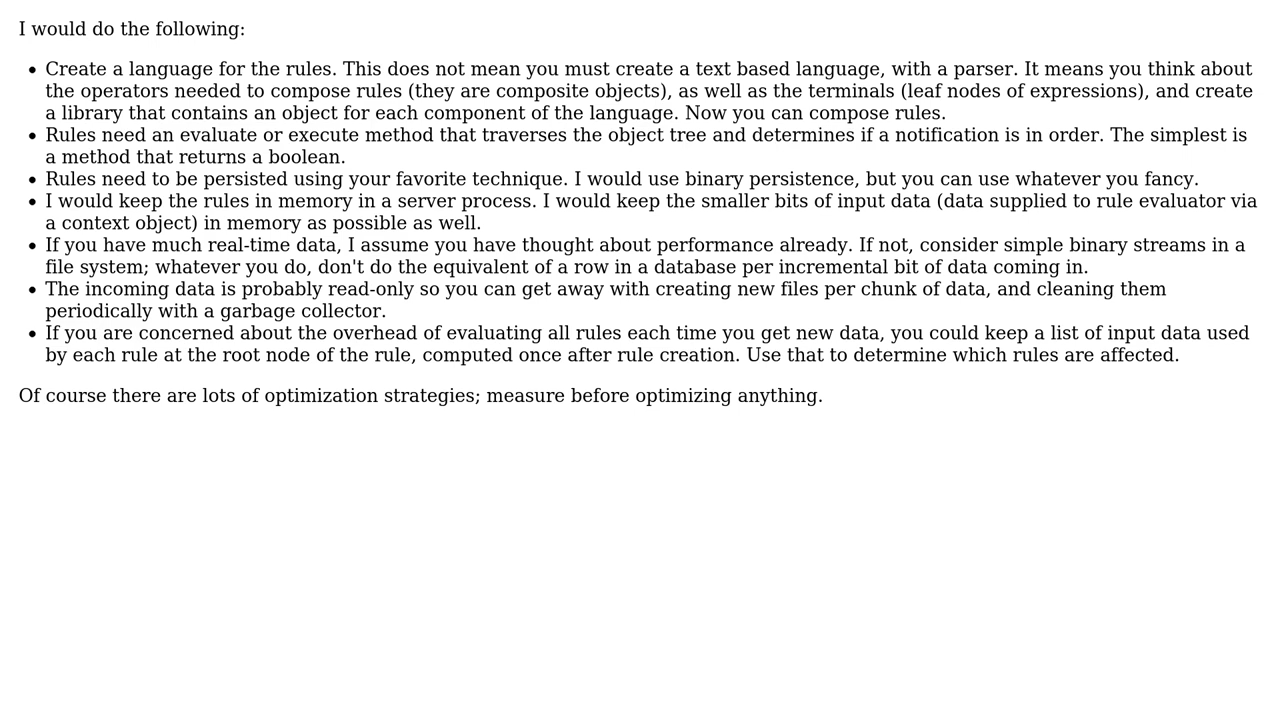 I would do the following:
• Create a language for the rules. This does not mean you must create a text based language, with a parser. It means you think about
the operators needed to compose rules (they are composite objects), as well as the terminals (leaf nodes of expressions), and create
a library that contains an object for each component of the language. Now you can compose rules.
• Rules need an evaluate or execute method that traverses the object tree and determines if a notification is in order. The simplest is
a method that returns a boolean.
• Rules need to be persisted using your favorite technique. I would use binary persistence, but you can use whatever you fancy.
• I would keep the rules in memory in a server process. I would keep the smaller bits of input data (data supplied to rule evaluator via
a context object) in memory as possible as well.
• If you have much real-time data, I assume you have thought about performance already. If not, consider simple binary streams in a
file system; whatever you do, don't do the equivalent of a row in a database per incremental bit of data coming in.
• The incoming data is probably read-only so you can get away with creating new files per chunk of data, and cleaning them
periodically with a garbage collector.
• If you are concerned about the overhead of evaluating all rules each time you get new data, you could keep a list of input data used
by each rule at the root node of the rule, computed once after rule creation. Use that to determine which rules are affected.
Of course there are lots of optimization strategies; measure before optimizing anything.